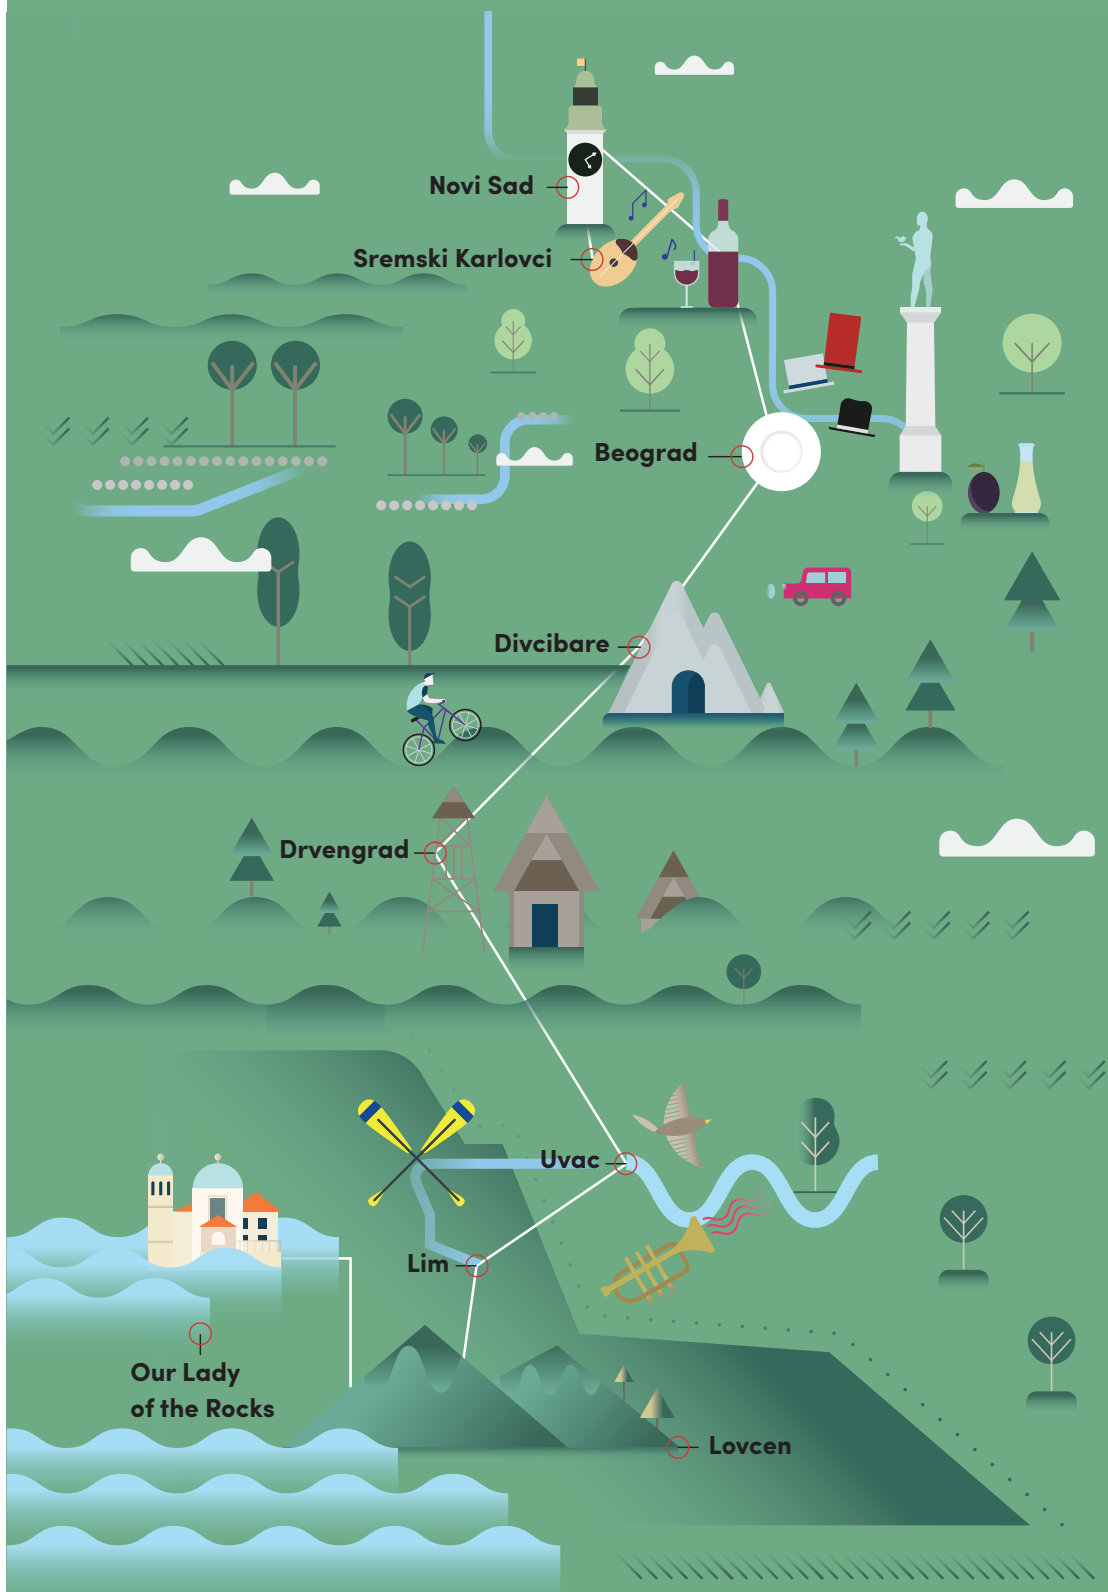 Novi Sad
Sremski Karlovci
Beograd
Divcibare
Drvengrad
Uvac
Lim
Our Lady
of the Rocks
Lovcen